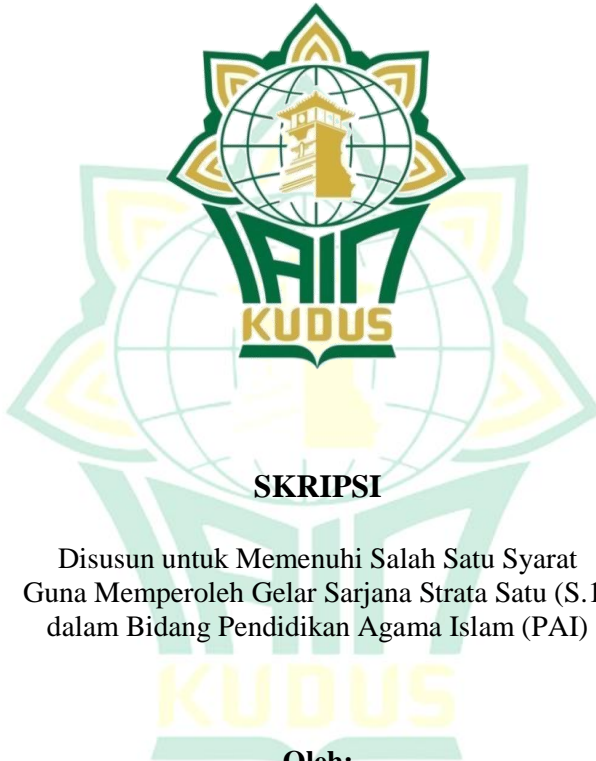 IAIN
KUDUS
SKRIPSI
Disusun untuk Memenuhi Salah Satu Syarat
Guna Memperoleh Gelar Sarjana Strata Satu (S.1
dalam Bidang Pendidikan Agama Islam (PAI)
KUDUS
Oleh: